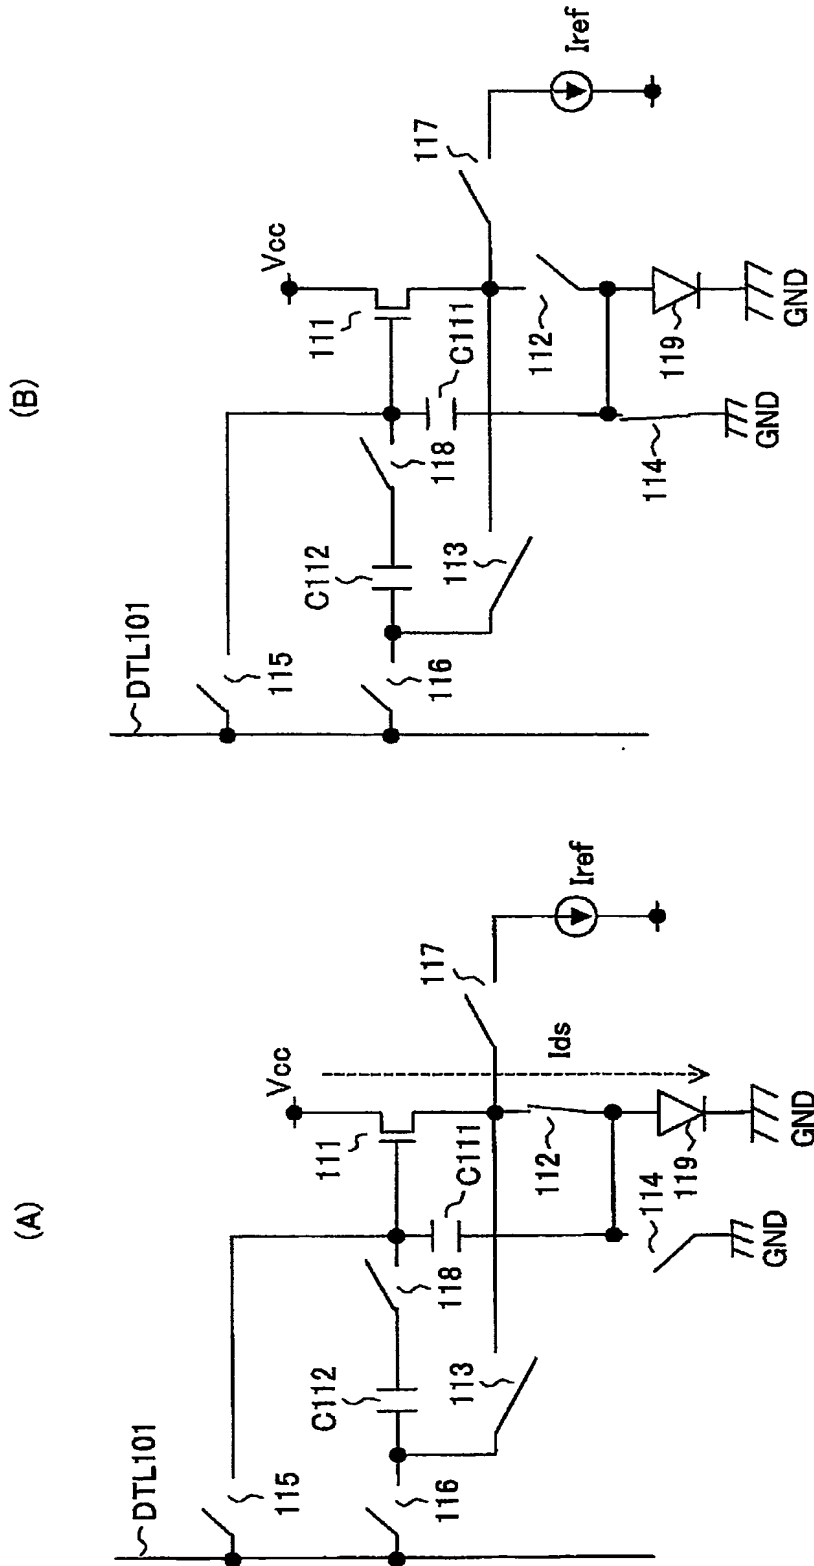 (A)
DTL101
115
116
C112
113
118
111
C111
Vcc
117
Iref
Ids
112
114
119
GND
GND
(B)
DTL101
115
116
C112
113
118
111
C111
Vcc
117
Iref
112
114
119
GND
GND